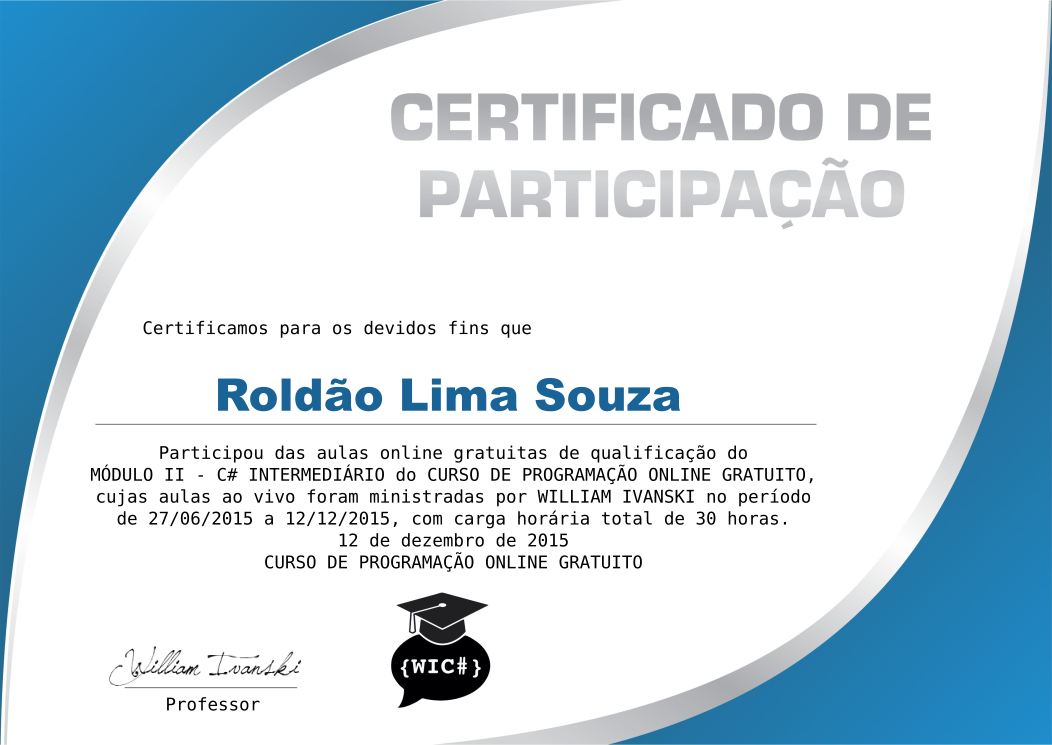 CERTIFICADO DE
PARTICIPAÇÃO
Certificamos para os devidos fins que
Roldão Lima Souza
Participou das aulas online gratuitas de qualificação do
MÓDULO II - C# INTERMEDIÁRIO do CURSO DE PROGRAMAÇÃO ONLINE GRATUITO,
cujas aulas ao vivo foram ministradas por WILLIAM IVANSKI no período
de 27/06/2015 a 12/12/2015, com carga horária total de 30 horas.
12 de dezembro de 2015
CURSO DE PROGRAMAÇÃO ONLINE GRATUITO
William Ivanski
{WIC#}
Professor